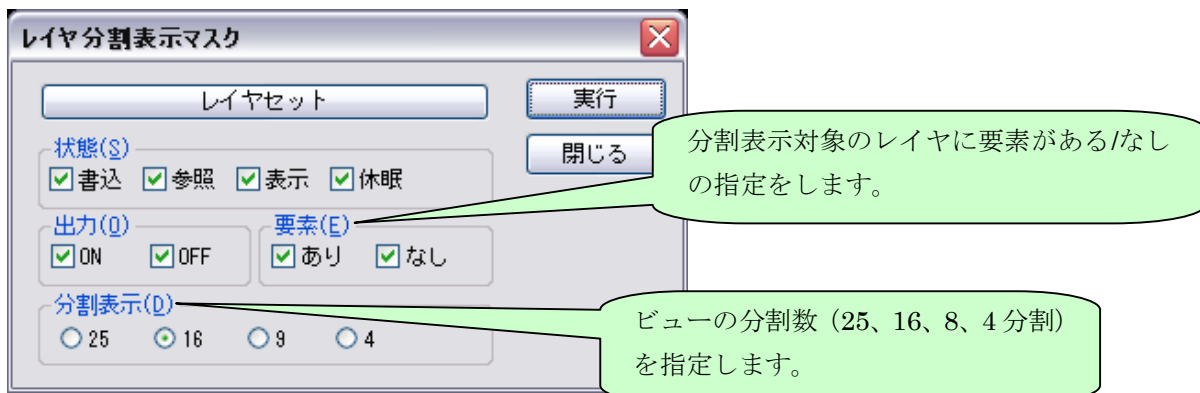 レイヤ分割表示マスク
レイヤセット
実行
閉じる
状態(S)
書込 参照 表示 休眠
出力(O) 要素(E)
ON OFF あり なし
分割表示(D)
25 16 9 4
分割表示対象のレイヤに要素がある/なし
の指定をします。
ビューの分割数（25、16、8、4 分割）
を指定します。